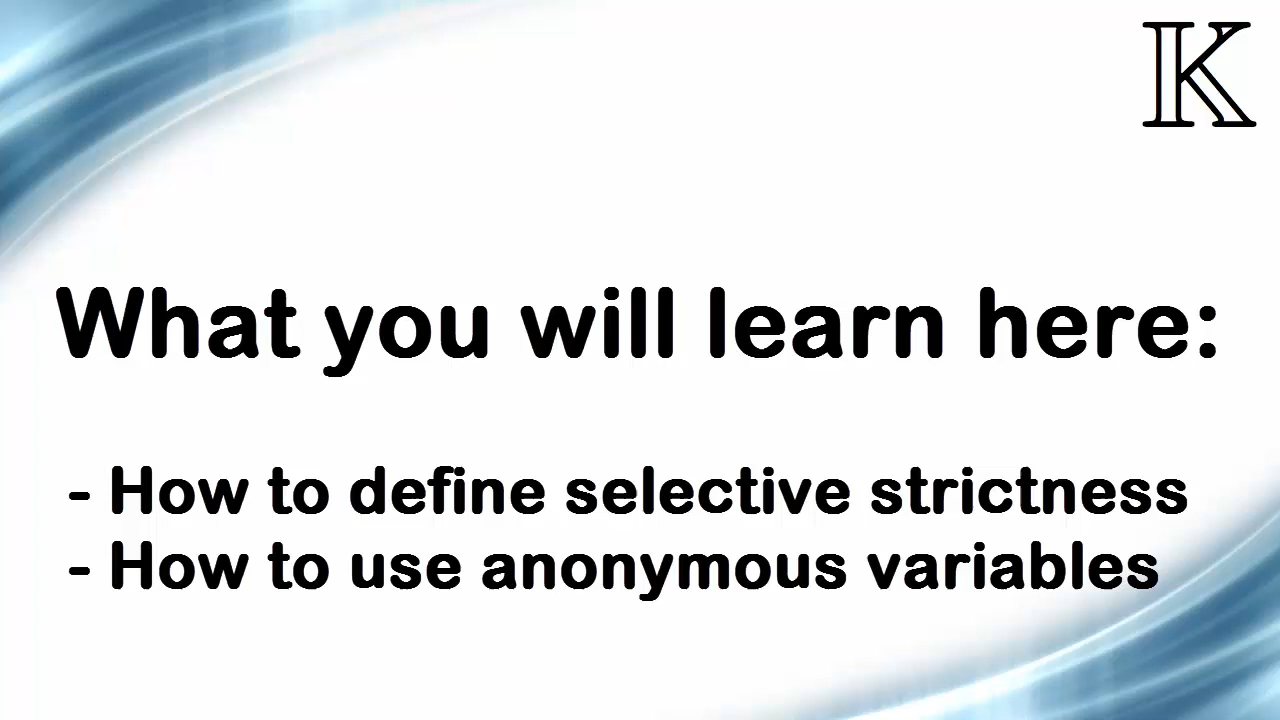 K
What you will learn here:
- How to define selective strictness
- How to use anonymous variables